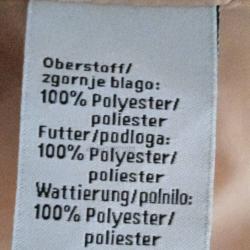 Oberstoff/
zgornje blago:
100% Polyester/
poliester
Futter/podloga:
100% Polyester/
poliester
Wattierung/polnilo:
100% Polyester/
poliester